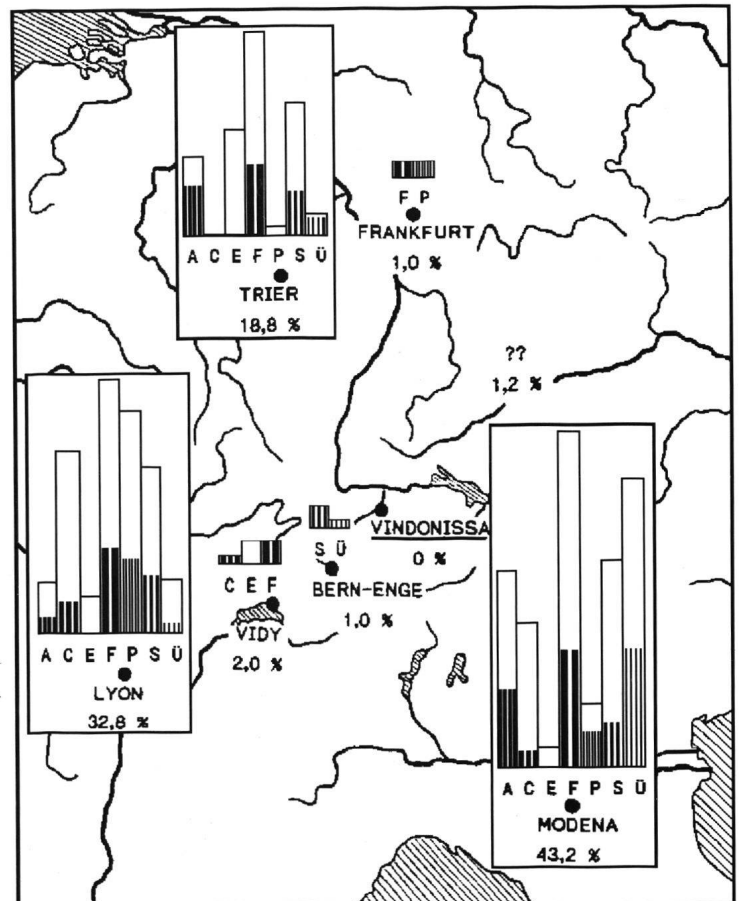 A C E F P S Ü
TRIER
18,8 %
F P
FRANKFURT
1,0 %
??
1,2 %
A C E F P S Ü
LYON
32,8 %
C E F
VIDY
2,0 %
S Ü
BERN-ENGE
1,0 %
VINDONISSA
0 %
A C E F P S Ü
MODENA
43,2 %